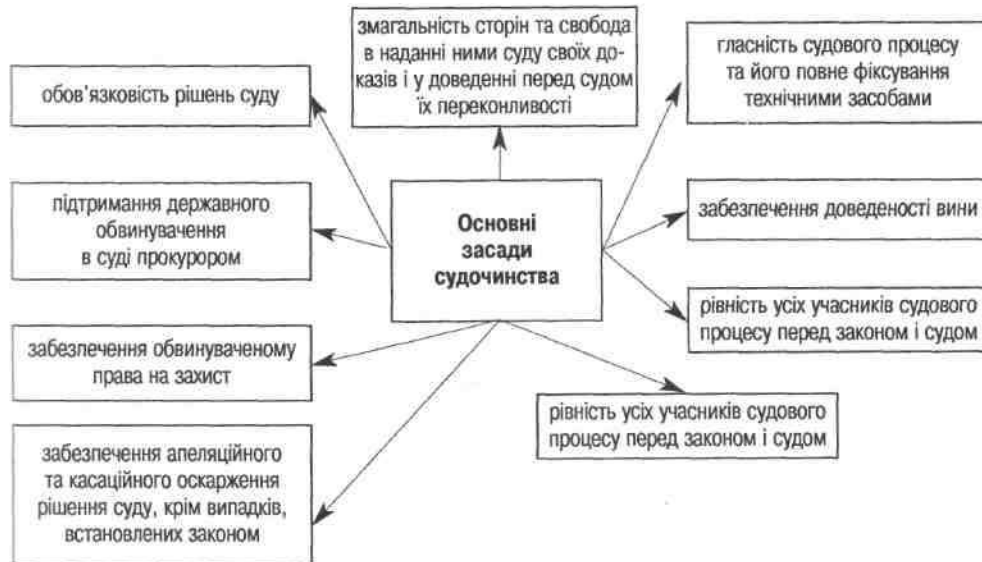 змагальність сторін та свобода
в наданні ними суду своїх до-
казів і у доведенні перед судом
їх переконливості
гласність судового процесу
та його повне фіксування
технічними засобами
обов’язковість рішень суду
підтримання державного
обвинувачення
в суді прокурором
Основні
засади
судочинства
забезпечення доведеності вини
рівність усіх учасників судового
процесу перед законом і судом
забезпечення обвинуваченому
права на захист
рівність усіх учасників судового
процесу перед законом і судом
забезпечення апеляційного
та касаційного оскарження
рішення суду, крім випадків,
встановлених законом